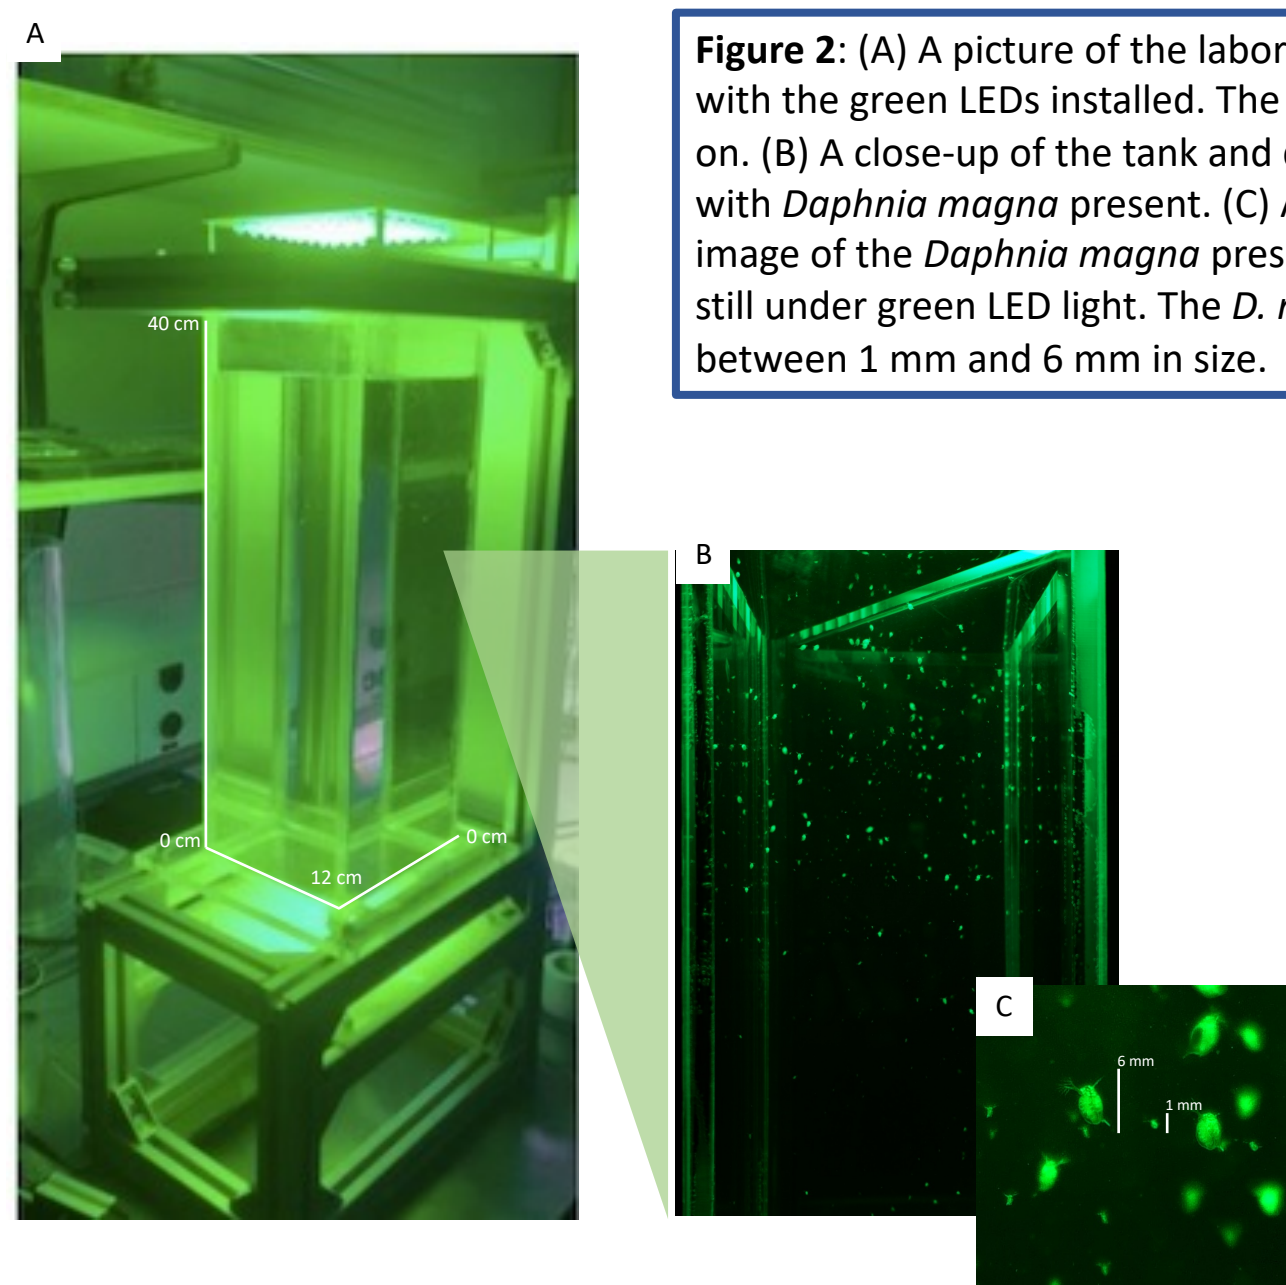 A
Figure 2: (A) A picture of the labor
with the green LEDs installed. The
on. (B) A close-up of the tank and
with Daphnia magna present. (C)
image of the Daphnia magna pres
still under green LED light. The D.
between 1 mm and 6 mm in size.
40 cm
0 cm
12 cm
0 cm
B
C
6 mm
1 mm